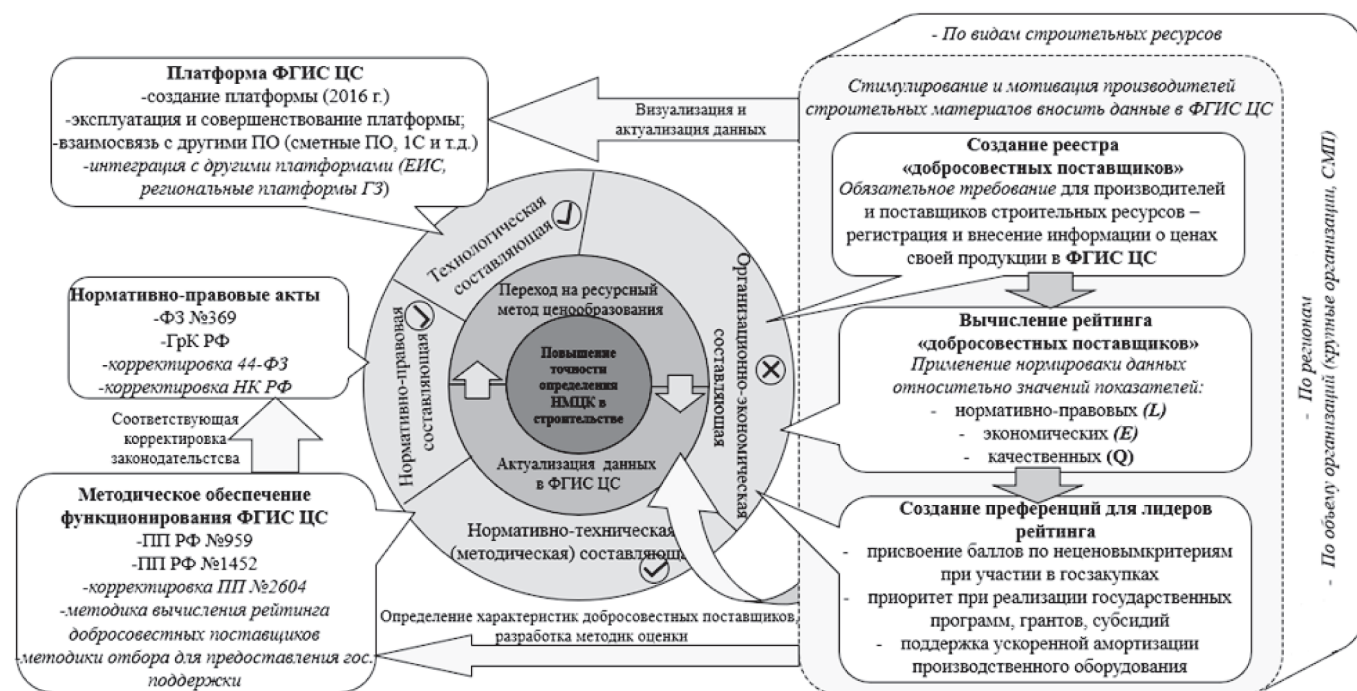 - По видам строительных ресурсов
Платформа ФГИС ЦС
-создание платформы (2016 г.)
-эксплуатация и совершенствование платформы;
-взаимосвязь с другими ПО (сметные ПО, 1С и т.д.)
-интеграция с другими платформами (ЕИС,
региональные платформы ГЗ)
Визуализация и
актуализация данных
Стимулирование и мотивация производителей
строительных материалов вносить данные в ФГИС ЦС
Создание реестра
«добросовестных поставщиков»
Обязательное требование для производителей
и поставщиков строительных ресурсов –
регистрация и внесение информации о ценах
своей продукции в ФГИС ЦС
Технологическая
составляющая
Организационно-экономическая
составляющая
Нормативно-правовая
составляющая
Переход на ресурсный
метод ценообразования
Повышение
точности
определения
НМЦК в
строительстве
Актуализация данных
в ФГИС ЦС
Нормативно-техническая
(методическая) составляюща
Нормативно-правовые акты
-ФЗ №369
-ГрК РФ
-корректировка 44-ФЗ
-корректировка НК РФ
Соответствующая
корректировка
законодательтсва
Вычисление рейтинга
«добросовестных поставщиков»
Применение нормироваки данных
относительно значений показателей:
- нормативно-правовых (L)
- экономических (E)
- качественных (Q)
Методическое обеспечение
функционирования ФГИС ЦС
-ПП РФ №959
-ПП РФ №1452
-корректировка ПП №2604
-методика вычисления рейтинга
добросовестных поставщиков
-методики отбора для предоставления гос.
поддержки
Определение характеристик добросовестных поставщиков,
разработка методик оценки
Создание преференций для лидеров
рейтинга
- присвоение баллов по неценовымкритериям
при участии в госзакупках
- приоритет при реализации государственных
программ, грантов, субсидий
- поддержка ускоренной амортизации
производственного оборудования
- По регионам
- По объему организаций (крутные организации, СМП)